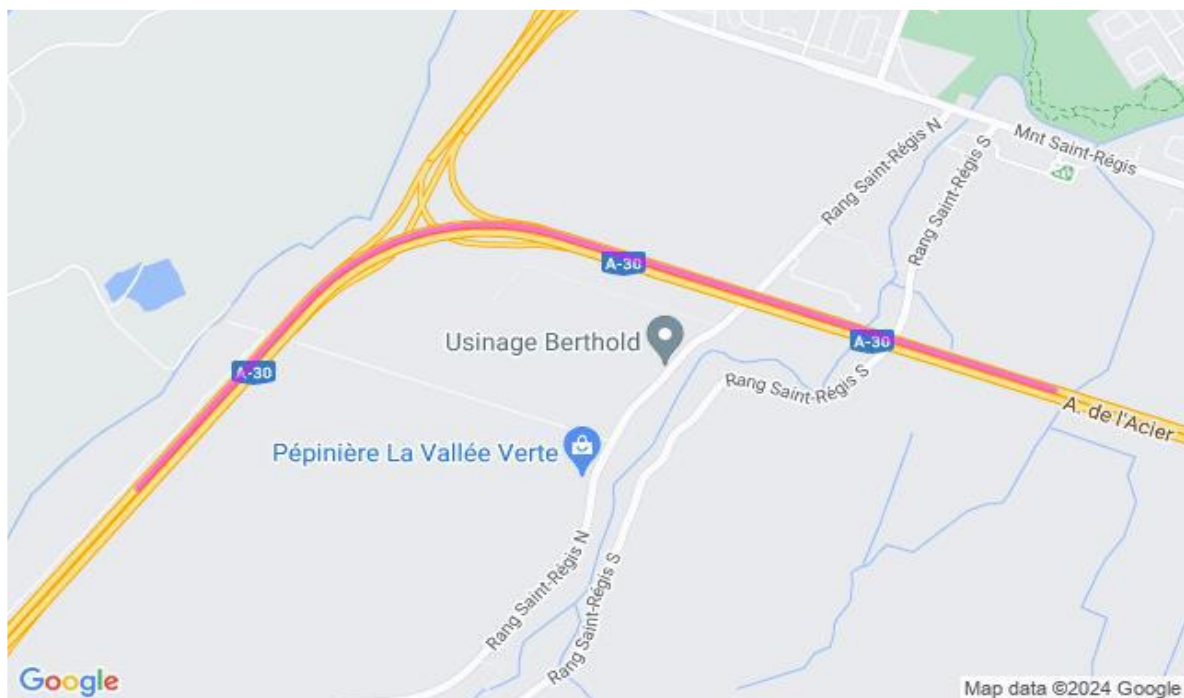 Mnt Saint-Régis
Rang Saint-Régis N
Rang Saint-Régis S
A-30
Usinage Berthold
A-30
A-30
Rang Saint-Régis S
A. de l'Acier
Pépinière La Vallée Verte
Rang Saint-Régis N
Rang Saint-Régis S
Google
Map data ©2024 Google